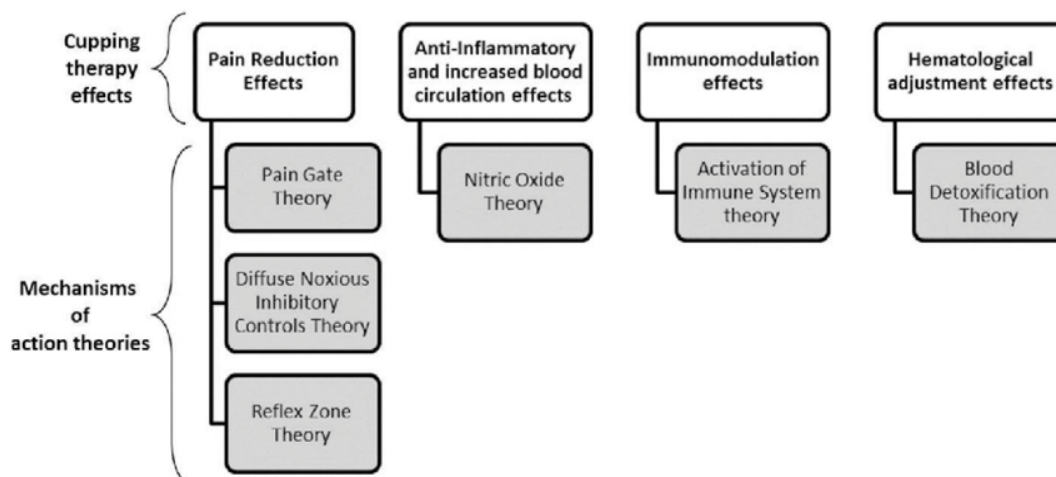 Cupping
therapy
effects
Pain Reduction
Effects
Anti-Inflammatory
and increased blood
circulation effects
Immunomodulation
effects
Hematological
adjustment effects
Mechanisms
of
action theories
Pain Gate
Theory
Diffuse Noxious
Inhibitory
Controls Theory
Reflex Zone
Theory
Nitric Oxide
Theory
Activation of
Immune System
theory
Blood
Detoxification
Theory